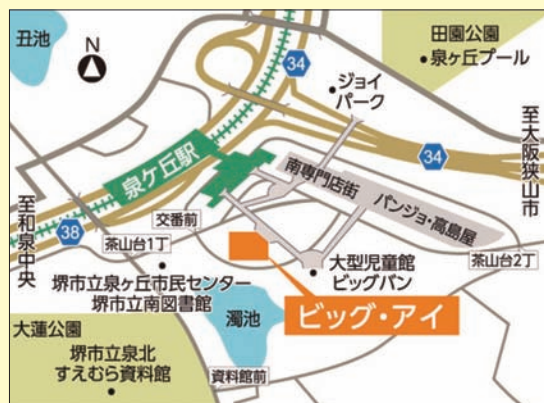 丑池
N
田園公園
泉ヶ丘プール
34
ジョイ
パーク
34
至大阪狭山市
泉ケ丘駅
南専門店街
パンジョ・高島屋
至和泉中央
38
交番前
茶山台1丁
茶山台2丁
堺市立泉ヶ丘市民センター
堺市立南図書館
大型児童館
ビッグバン
濁池
ビッグ・アイ
大蓮公園
堺市立泉北
すえむら資料館
資料館前